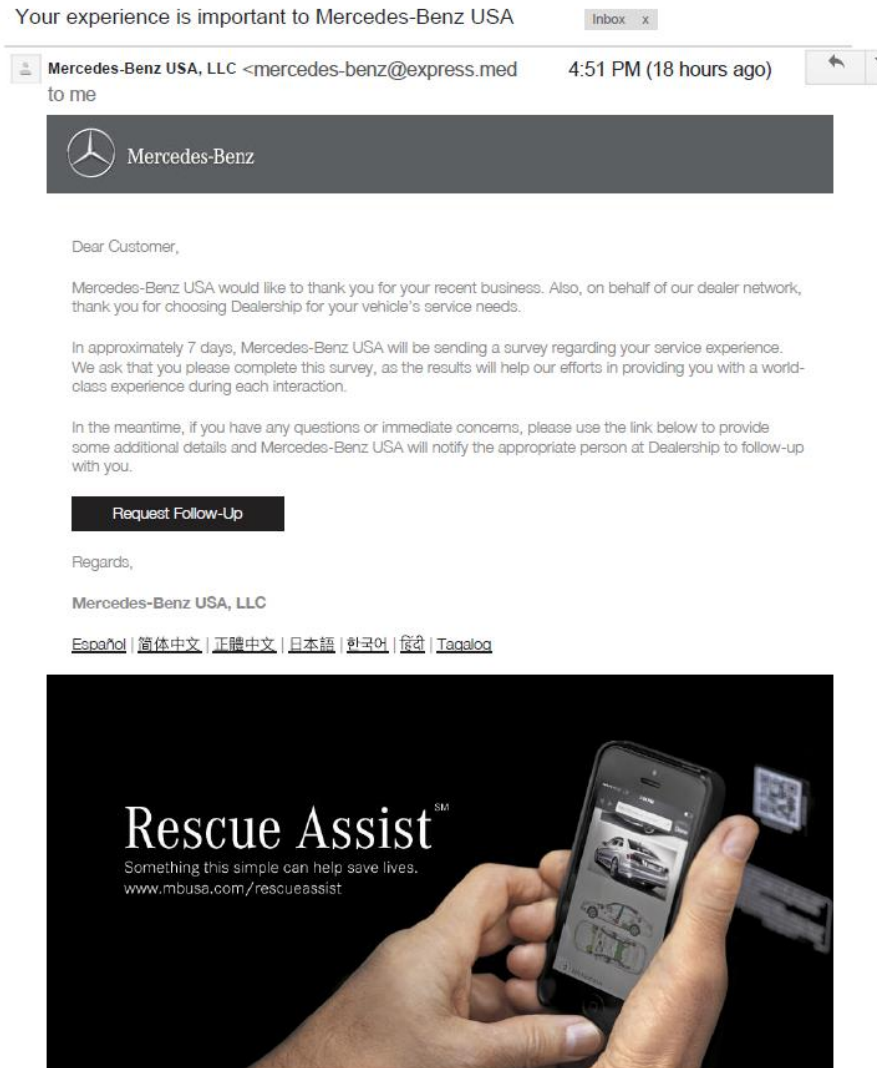 Your experience is important to Mercedes-Benz USA
Inbox x
Mercedes-Benz USA, LLC <mercedes-benz@express.med
4:51 PM (18 hours ago)
to me
Mercedes-Benz
Dear Customer,
Mercedes-Benz USA would like to thank you for your recent business. Also, on behalf of our dealer network,
thank you for choosing Dealership for your vehicle's service needs.
In approximately 7 days, Mercedes-Benz USA will be sending a survey regarding your service experience.
We ask that you please complete this survey, as the results will help our efforts in providing you with a world-
class experience during each interaction.
In the meantime, if you have any questions or immediate concerns, please use the link below to provide
some additional details and Mercedes-Benz USA will notify the appropriate person at Dealership to follow-up
with you.
Request Follow-Up
Regards,
Mercedes-Benz USA, LLC
Español | 简体中文 | 正體中文 | 日本語 | 한국어 | हिंदी | Tagalog
Rescue Assist℠
Something this simple can help save lives.
www.mbusa.com/rescueassist